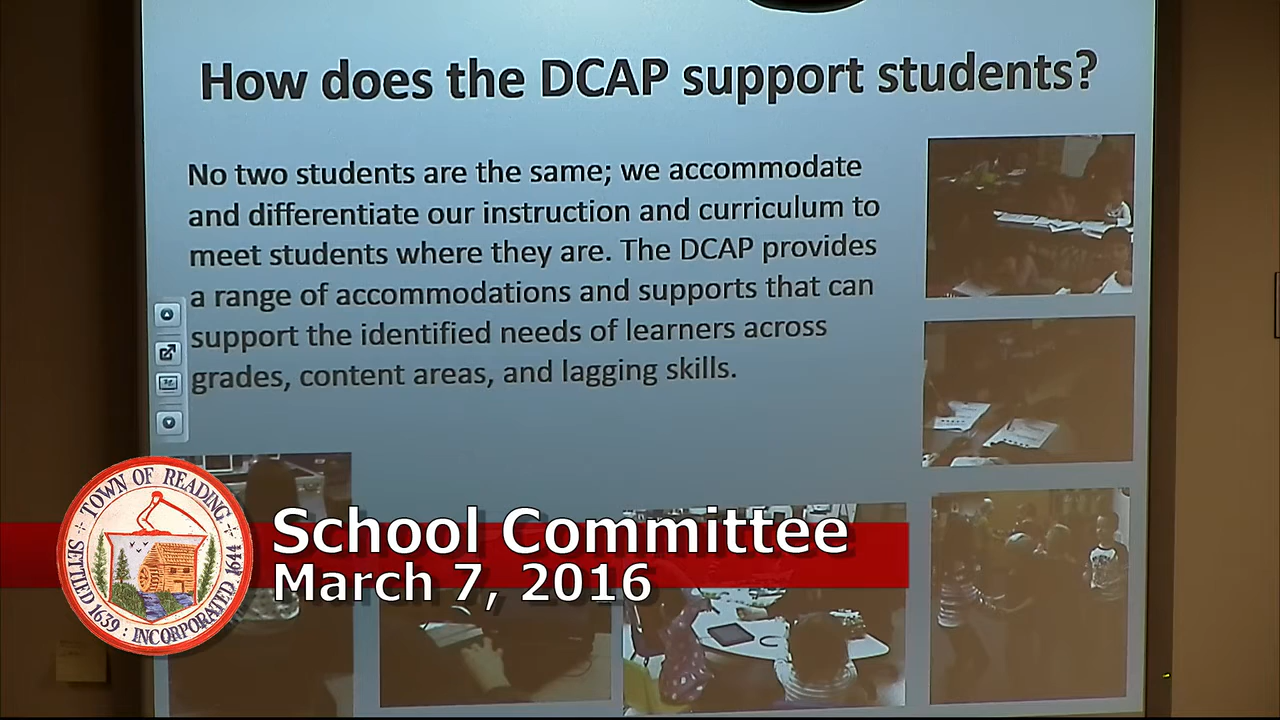 How does the DCAP support students?
No two students are the same; we accommodate
and differentiate our instruction and curriculum to
meet students where they are. The DCAP provides
a range of accommodations and supports that can
support the identified needs of learners across
grades, content areas, and lagging skills.
TOWN OF READING
SETTLED 1639 : INCORPORATED 1644
School Committee
March 7, 2016